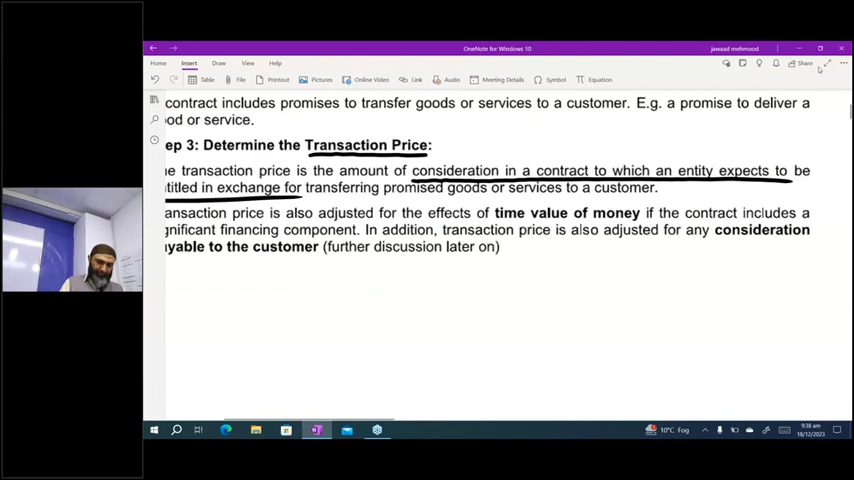 OneNote for Windows 10
jawaad mehmood
Home
Insert
Draw
View
Help
Share
Table
File
Printout
Pictures
Online Video
Link
Audio
Meeting Details
Symbol
Equation
contract includes promises to transfer goods or services to a customer. E.g. a promise to deliver a
ood or service.
ep 3: Determine the Transaction Price:
e transaction price is the amount of consideration in a contract to which an entity expects to be
titled in exchange for transferring promised goods or services to a customer.
ansaction price is also adjusted for the effects of time value of money if the contract includes a
gnificant financing component. In addition, transaction price is also adjusted for any consideration
ayable to the customer (further discussion later on)
10°C Fog
9:38 am
18/12/2023